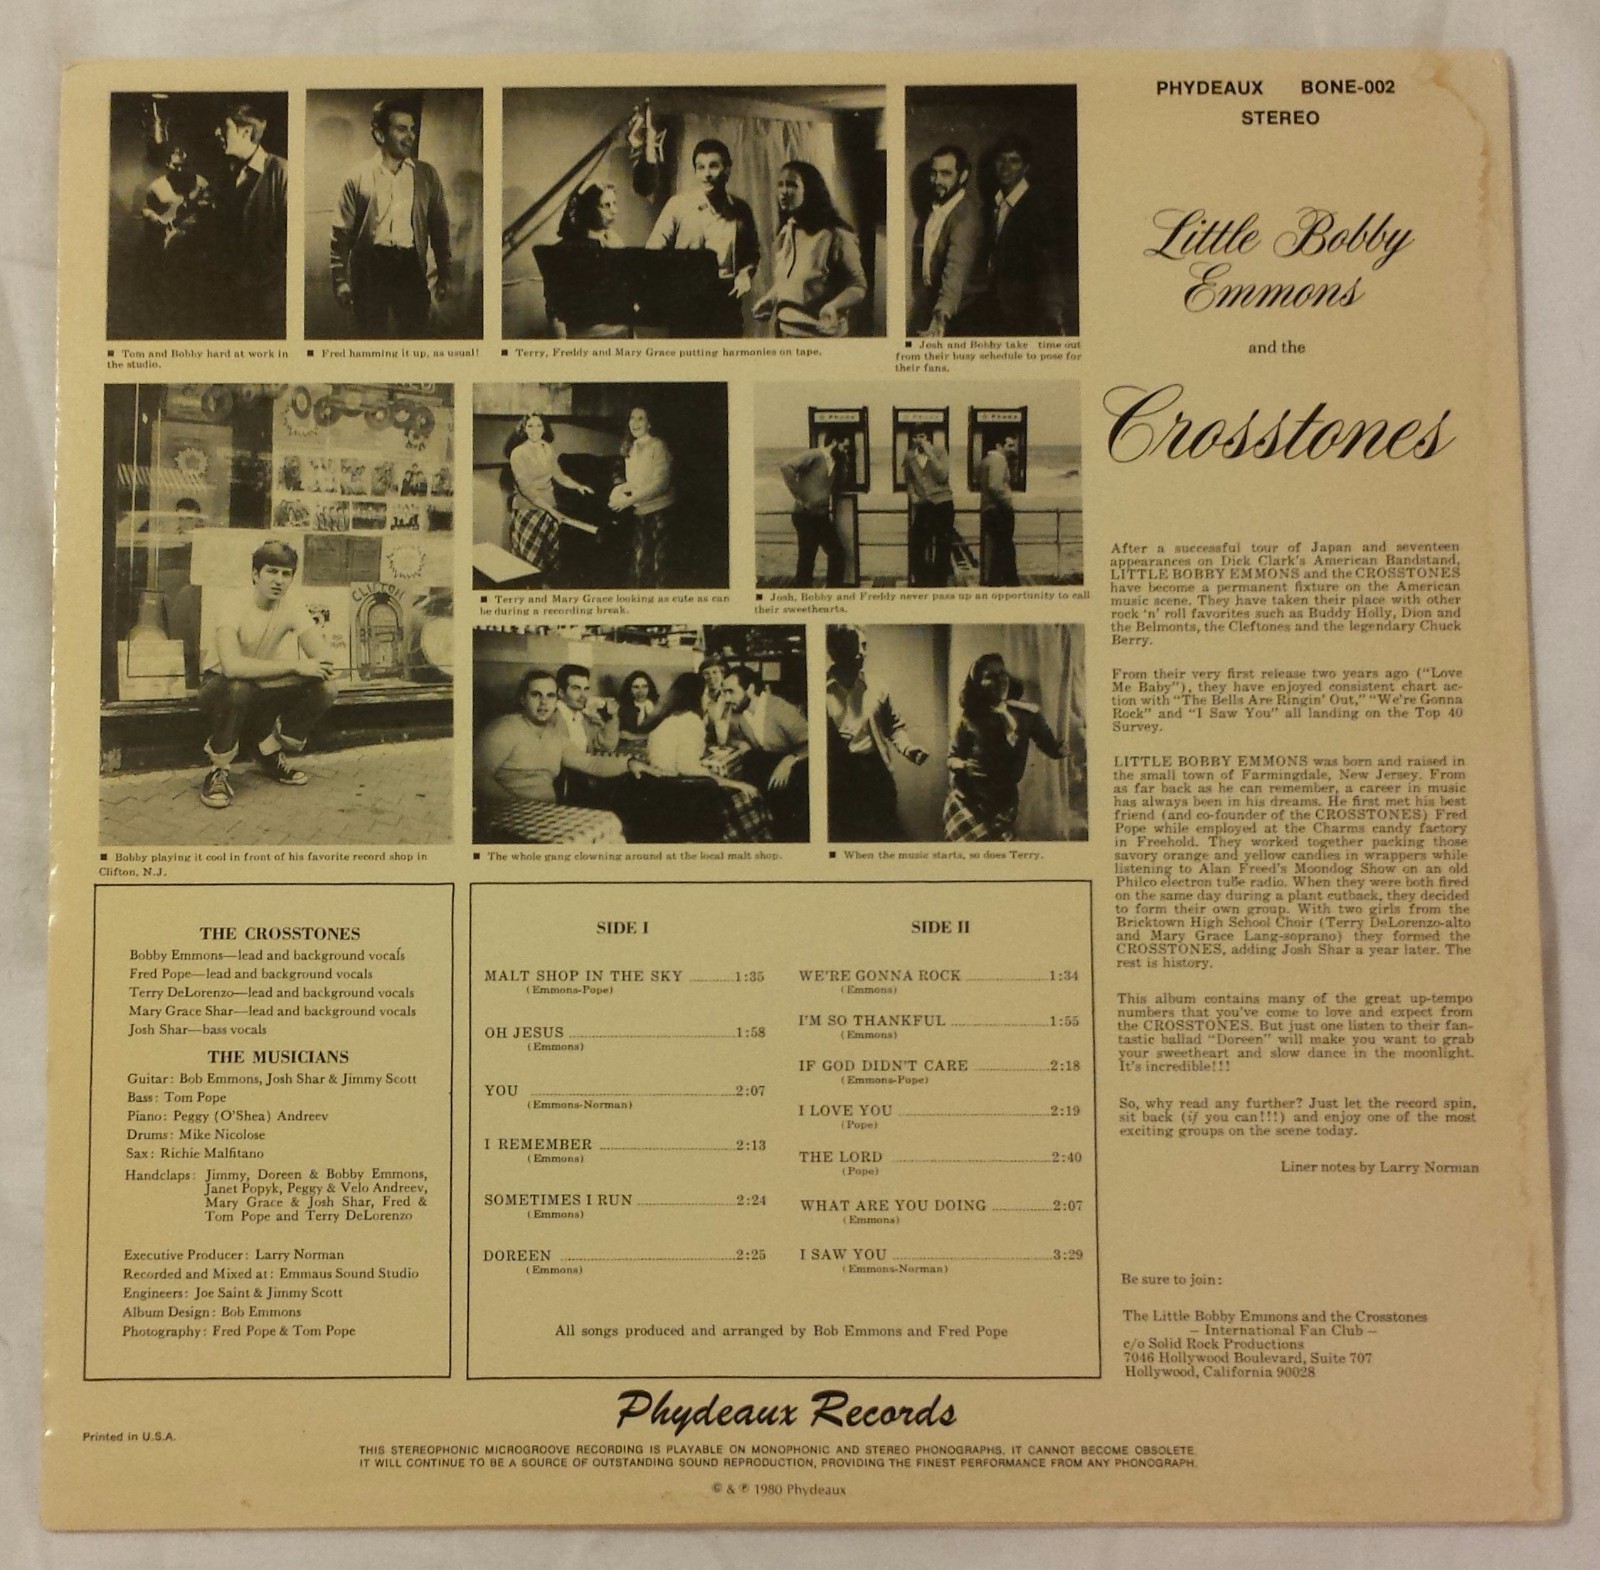 PHYDEAUX BONE-002
STEREO
Little Bobby
Emmons
and the
Crosstones
■ Tom and Bobby hard at work in
the studio.
■ Fred hamming it up, as usual!
■ Terry, Freddy and Mary Grace putting harmonies on tape.
■ Josh and Bobby take time out
from their busy schedule to pose for
their fans.
Phone
Phone
Phone
CLIFTON
■ Terry and Mary Grace looking as cute as can
be during a recording break.
■ Josh, Bobby and Freddy never pass up an opportunity to call
their sweethearts.
■ Bobby playing it cool in front of his favorite record shop in
Clifton, N.J.
■ The whole gang clowning around at the local malt shop.
■ When the music starts, so does Terry.
After a successful tour of Japan and seventeen
appearances on Dick Clark's American Bandstand,
LITTLE BOBBY EMMONS and the CROSSTONES
have become a permanent fixture on the American
music scene. They have taken their place with other
rock 'n' roll favorites such as Buddy Holly, Dion and
the Belmonts, the Cleftones and the legendary Chuck
Berry.
From their very first release two years ago ("Love
Me Baby"), they have enjoyed consistent chart ac-
tion with "The Bells Are Ringin' Out," "We're Gonna
Rock" and "I Saw You" all landing on the Top 40
Survey.
LITTLE BOBBY EMMONS was born and raised in
the small town of Farmingdale, New Jersey. From
as far back as he can remember, a career in music
has always been in his dreams. He first met his best
friend (and co-founder of the CROSSTONES) Fred
Pope while employed at the Charms candy factory
in Freehold. They worked together packing those
savory orange and yellow candies in wrappers while
listening to Alan Freed's Moondog Show on an old
Philco electron tube radio. When they were both fired
on the same day during a plant cutback, they decided
to form their own group. With two girls from the
Bricktown High School Choir (Terry DeLorenzo-alto
and Mary Grace Lang-soprano) they formed the
CROSSTONES, adding Josh Shar a year later. The
rest is history.
This album contains many of the great up-tempo
numbers that you've come to love and expect from
the CROSSTONES. But just one listen to their fan-
tastic ballad "Doreen" will make you want to grab
your sweetheart and slow dance in the moonlight.
It's incredible!!!
So, why read any further? Just let the record spin,
sit back (if you can!!!) and enjoy one of the most
exciting groups on the scene today.
Liner notes by Larry Norman
Be sure to join:
The Little Bobby Emmons and the Crosstones
— International Fan Club —
c/o Solid Rock Productions
7046 Hollywood Boulevard, Suite 707
Hollywood, California 90028
THE CROSSTONES
Bobby Emmons—lead and background vocals
Fred Pope—lead and background vocals
Terry DeLorenzo—lead and background vocals
Mary Grace Shar—lead and background vocals
Josh Shar—bass vocals
THE MUSICIANS
Guitar: Bob Emmons, Josh Shar & Jimmy Scott
Bass: Tom Pope
Piano: Peggy (O'Shea) Andreev
Drums: Mike Nicolose
Sax: Richie Malfitano
Handclaps: Jimmy, Doreen & Bobby Emmons,
Janet Popyk, Peggy & Velo Andreev,
Mary Grace & Josh Shar, Fred &
Tom Pope and Terry DeLorenzo
Executive Producer: Larry Norman
Recorded and Mixed at: Emmaus Sound Studio
Engineers: Joe Saint & Jimmy Scott
Album Design: Bob Emmons
Photography: Fred Pope & Tom Pope
SIDE I
MALT SHOP IN THE SKY ........1:35
(Emmons-Pope)
OH JESUS ........1:58
(Emmons)
YOU ........2:07
(Emmons-Norman)
I REMEMBER ........2:13
(Emmons)
SOMETIMES I RUN ........2:24
(Emmons)
DOREEN ........2:25
(Emmons)
SIDE II
WE'RE GONNA ROCK ........1:34
(Emmons)
I'M SO THANKFUL ........1:55
(Emmons)
IF GOD DIDN'T CARE ........2:18
(Emmons-Pope)
I LOVE YOU ........2:19
(Pope)
THE LORD ........2:40
(Pope)
WHAT ARE YOU DOING ........2:07
(Emmons)
I SAW YOU ........3:29
(Emmons-Norman)
All songs produced and arranged by Bob Emmons and Fred Pope
Phydeaux Records
Printed in U.S.A.
THIS STEREOPHONIC MICROGROOVE RECORDING IS PLAYABLE ON MONOPHONIC AND STEREO PHONOGRAPHS. IT CANNOT BECOME OBSOLETE.
IT WILL CONTINUE TO BE A SOURCE OF OUTSTANDING SOUND REPRODUCTION, PROVIDING THE FINEST PERFORMANCE FROM ANY PHONOGRAPH.
© & ℗ 1980 Phydeaux